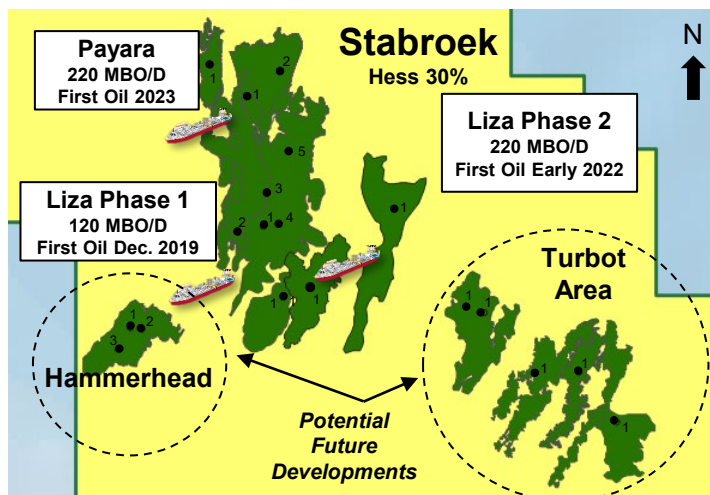 Stabroek
Hess 30%
N
Payara
220 MBO/D
First Oil 2023
1
2
1
5
3
2
1
4
1
1
1
Liza Phase 2
220 MBO/D
First Oil Early 2022
Liza Phase 1
120 MBO/D
First Oil Dec. 2019
Turbot
Area
1
1
1
1
1
1
2
3
Hammerhead
Potential
Future
Developments